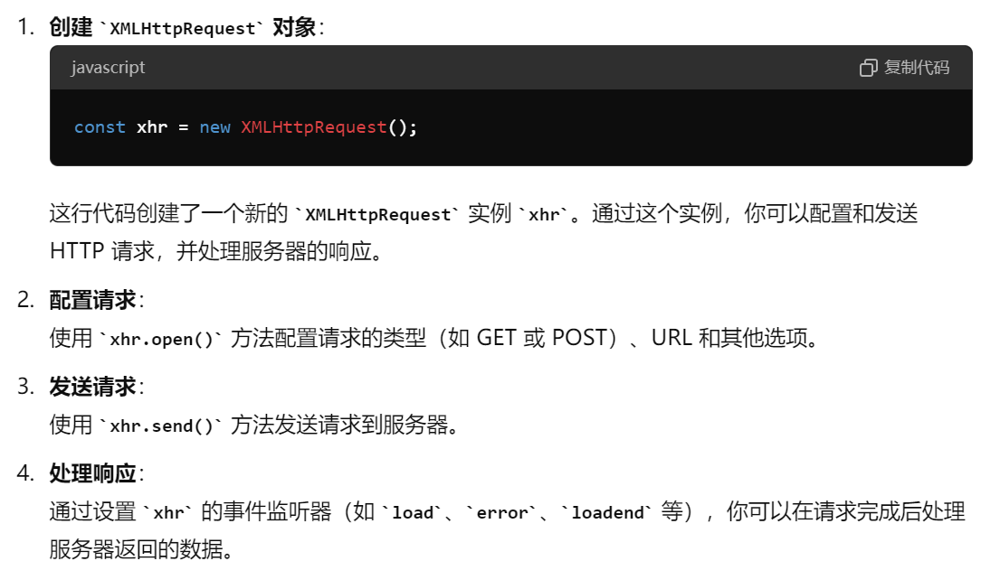 1. 创建 `XMLHttpRequest` 对象：
javascript 复制代码
const xhr = new XMLHttpRequest();
这行代码创建了一个新的 `XMLHttpRequest` 实例 `xhr`。通过这个实例，你可以配置和发送
HTTP 请求，并处理服务器的响应。
2. 配置请求：
使用 `xhr.open()` 方法配置请求的类型（如 GET 或 POST）、URL 和其他选项。
3. 发送请求：
使用 `xhr.send()` 方法发送请求到服务器。
4. 处理响应：
通过设置 `xhr` 的事件监听器（如 `load`、`error`、`loadend` 等），你可以在请求完成后处理
服务器返回的数据。